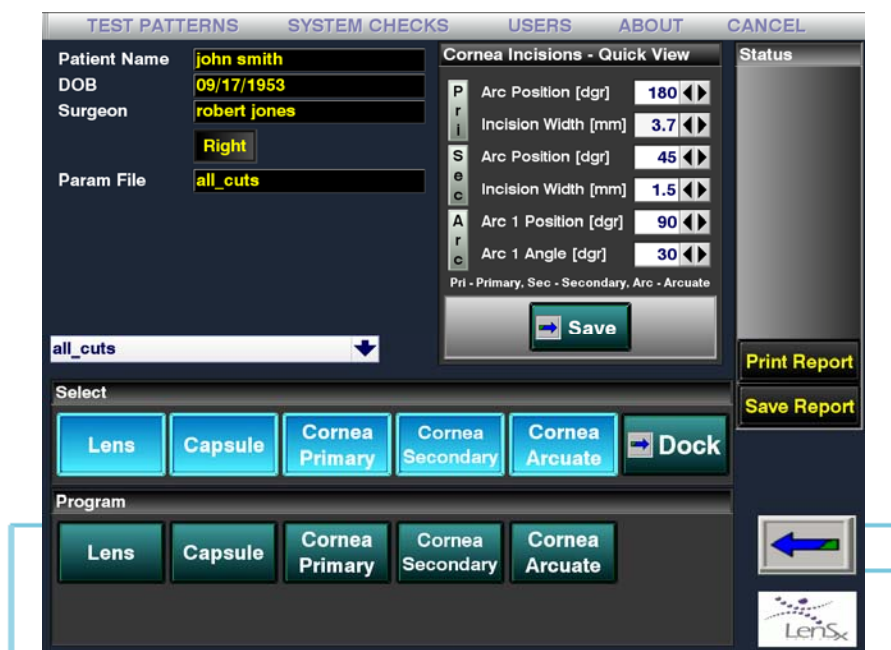 TEST PATTERNS SYSTEM CHECKS USERS ABOUT CANCEL
Patient Name john smith
DOB 09/17/1953
Surgeon robert jones
Right
Param File all_cuts
all_cuts
Cornea Incisions - Quick View
Pri
Arc Position [dgr] 180
Incision Width [mm] 3.7
Sec
Arc Position [dgr] 45
Incision Width [mm] 1.5
Arc
Arc 1 Position [dgr] 90
Arc 1 Angle [dgr] 30
Pri - Primary, Sec - Secondary, Arc - Arcuate
Save
Status
Print Report
Save Report
Select
Lens Capsule Cornea Primary Cornea Secondary Cornea Arcuate Dock
Program
Lens Capsule Cornea Primary Cornea Secondary Cornea Arcuate
LenSx